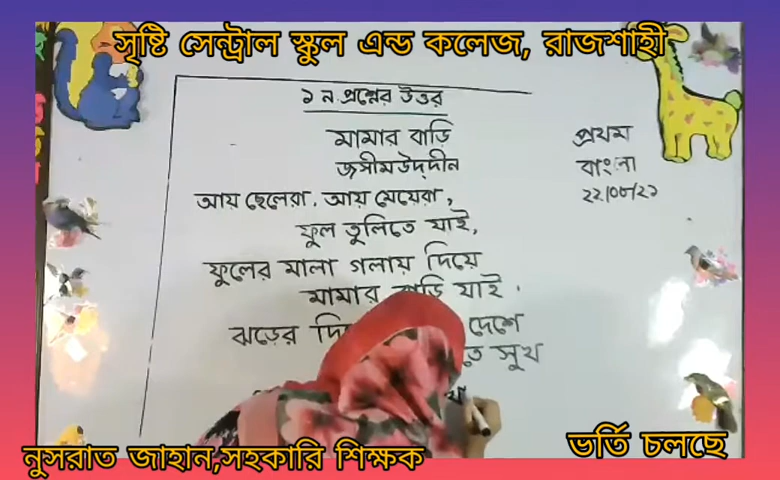 সৃষ্টি সেন্ট্রাল স্কুল এন্ড কলেজ, রাজশাহী
১ ন. প্রশ্নের উত্তর
মামার বাড়ি
জসীমউদ্‌দীন
প্রথম
বাংলা
২২/০৮/২১
আয় ছেলেরা, আয় মেয়েরা,
ফুল তুলিতে যাই,
ফুলের মালা গলায় দিয়ে
মামার বাড়ি যাই।
ঝড়ের দেশে
সুখ
নুসরাত জাহান,সহকারি শিক্ষক
ভর্তি চলছে